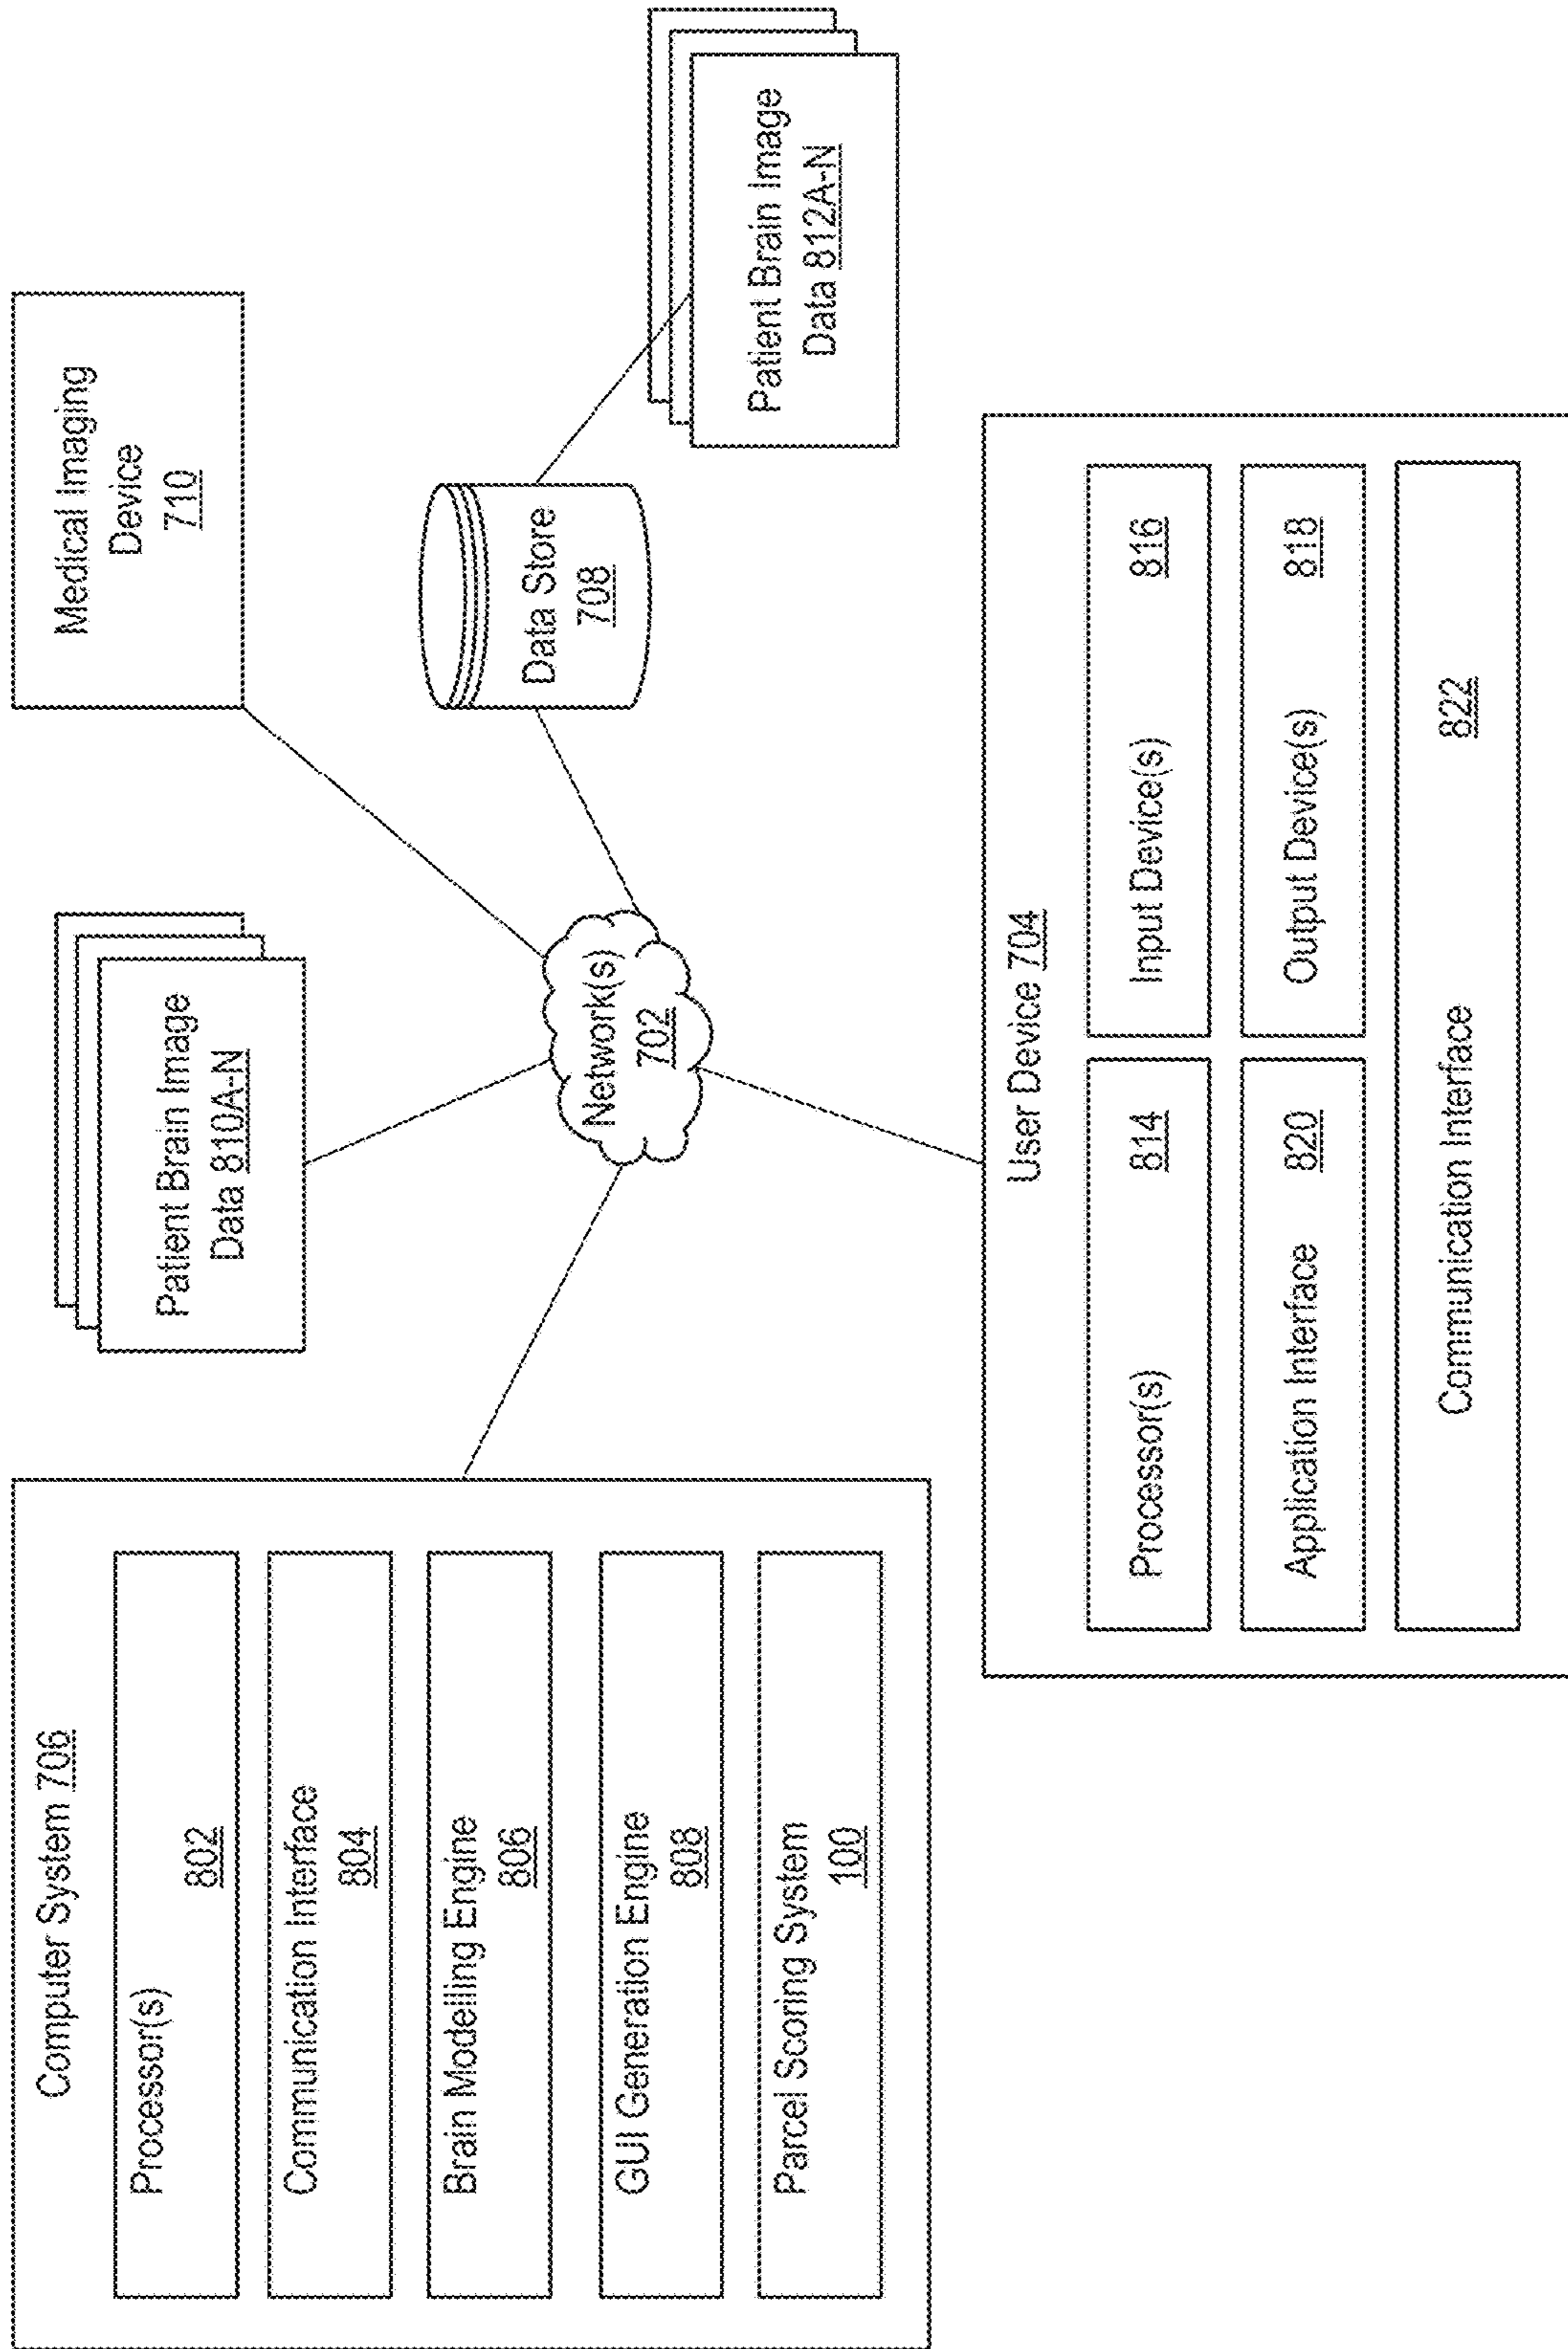 Computer System 706
Processor(s)
802
Communication Interface
804
Brain Modelling Engine
806
GUI Generation Engine
808
Parcel Scoring System
100
Patient Brain Image
Data 810A-N
Medical Imaging
Device
710
Network(s)
702
Data Store
708
Patient Brain Image
Data 812A-N
User Device 704
Processor(s)
814
Input Device(s)
816
Application Interface
820
Output Device(s)
818
Communication Interface
822